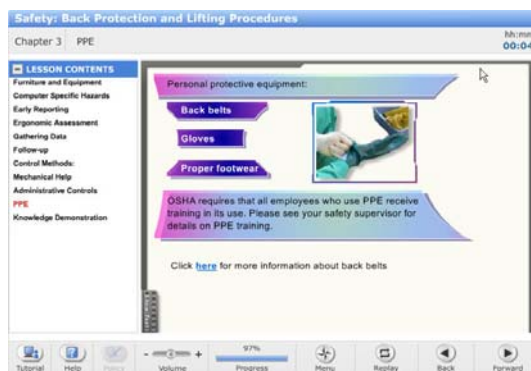 Safety: Back Protection and Lifting Procedures
Chapter 3 PPE
hh:mm
00:04
LESSON CONTENTS
Furniture and Equipment
Computer Specific Hazards
Early Reporting
Ergonomic Assessment
Gathering Data
Follow-up
Control Methods:
Mechanical Help
Administrative Controls
PPE
Knowledge Demonstration
Personal protective equipment:
Back belts
Gloves
Proper footwear
OSHA requires that all employees who use PPE receive
training in its use. Please see your safety supervisor for
details on PPE training.
Click here for more information about back belts
- +
97%
Tutorial Help Volume Progress Menu Replay Back Forward